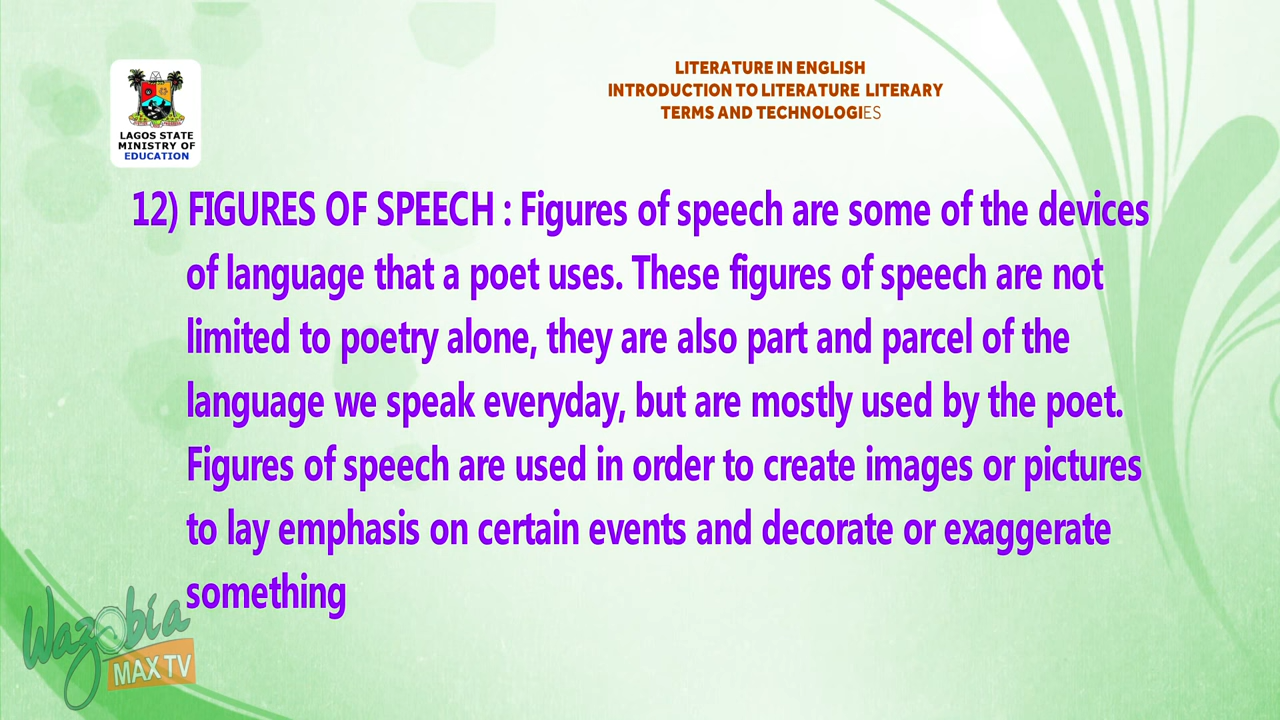 LITERATURE IN ENGLISH
INTRODUCTION TO LITERATURE LITERARY
TERMS AND TECHNOLOGIES
LAGOS STATE
MINISTRY OF
EDUCATION
12) FIGURES OF SPEECH : Figures of speech are some of the devices
of language that a poet uses. These figures of speech are not
limited to poetry alone, they are also part and parcel of the
language we speak everyday, but are mostly used by the poet.
Figures of speech are used in order to create images or pictures
to lay emphasis on certain events and decorate or exaggerate
something
Wazobia
MAX TV